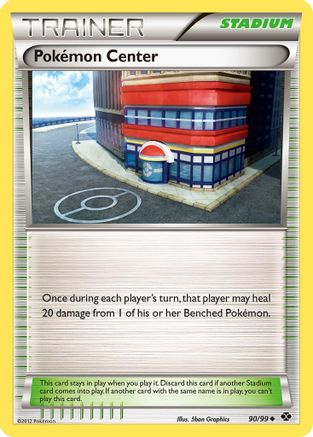 TRAINER
STADIUM
Pokémon Center
Once during each player's turn, that player may heal
20 damage from 1 of his or her Benched Pokémon.
This card stays in play when you play it. Discard this card if another Stadium
card comes into play. If another card with the same name is in play, you can't
play this card.
©2012 Pokémon
Illus. 5ban Graphics
90/99